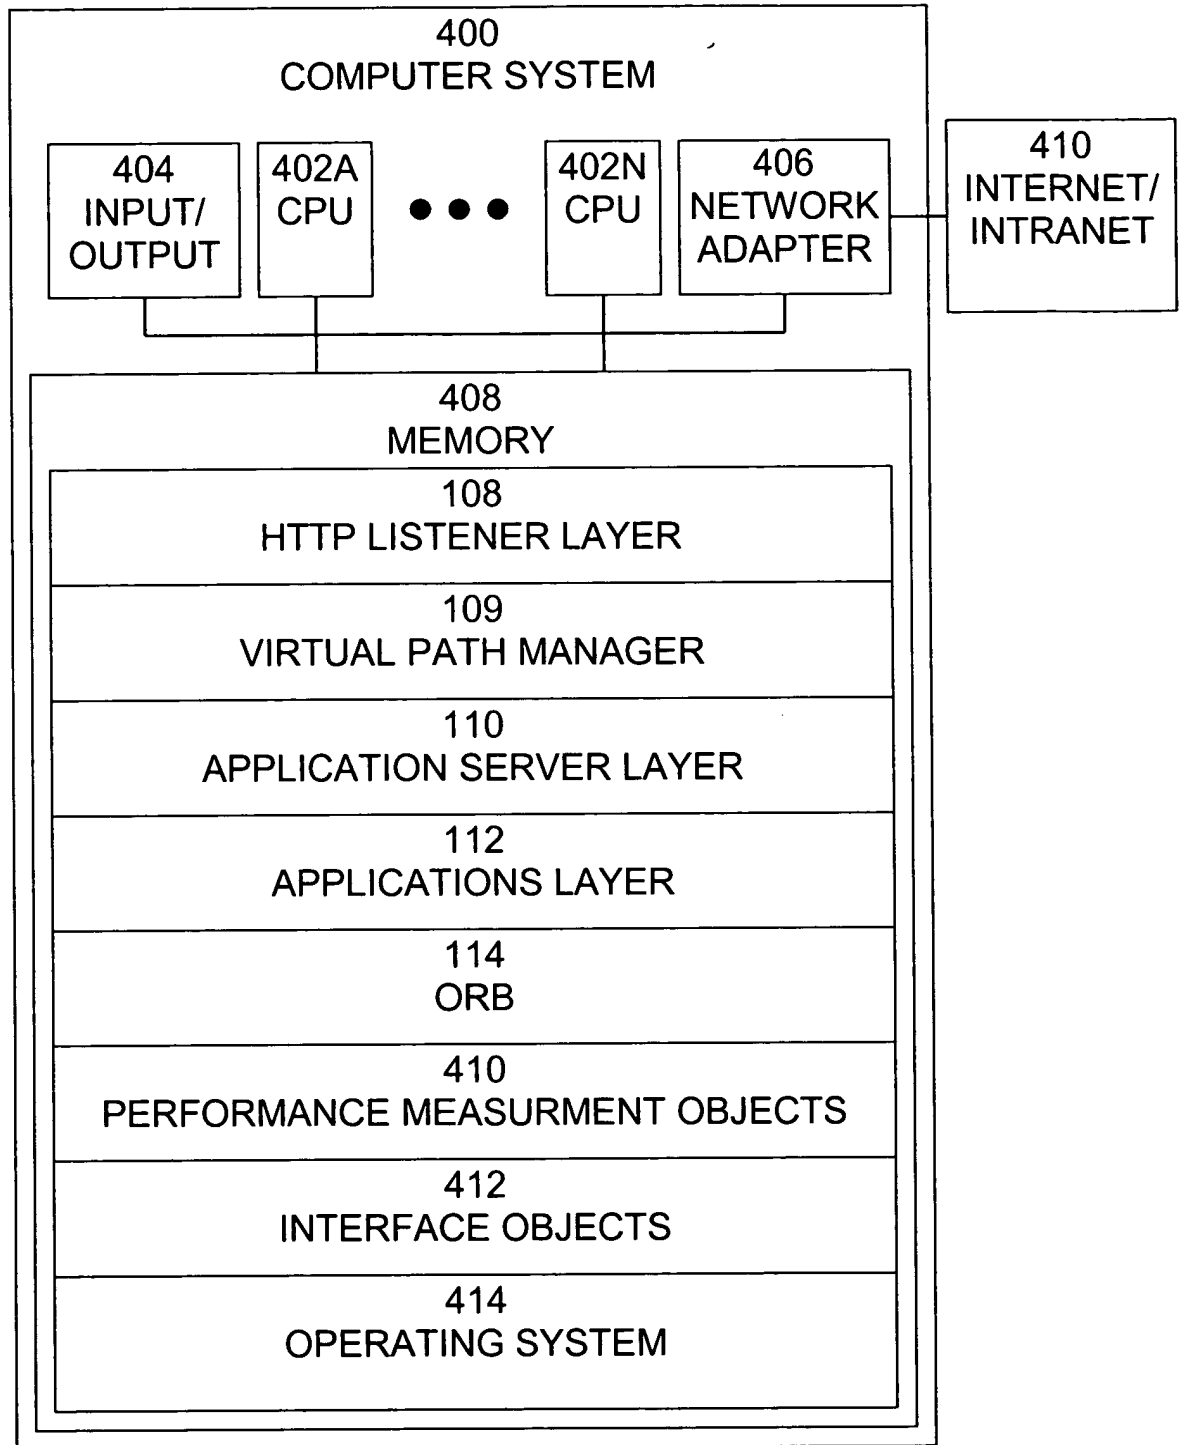 400
COMPUTER SYSTEM
404
INPUT/
OUTPUT
402A
CPU
402N
CPU
406
NETWORK
ADAPTER
410
INTERNET/
INTRANET
408
MEMORY
108
HTTP LISTENER LAYER
109
VIRTUAL PATH MANAGER
110
APPLICATION SERVER LAYER
112
APPLICATIONS LAYER
114
ORB
410
PERFORMANCE MEASURMENT OBJECTS
412
INTERFACE OBJECTS
414
OPERATING SYSTEM